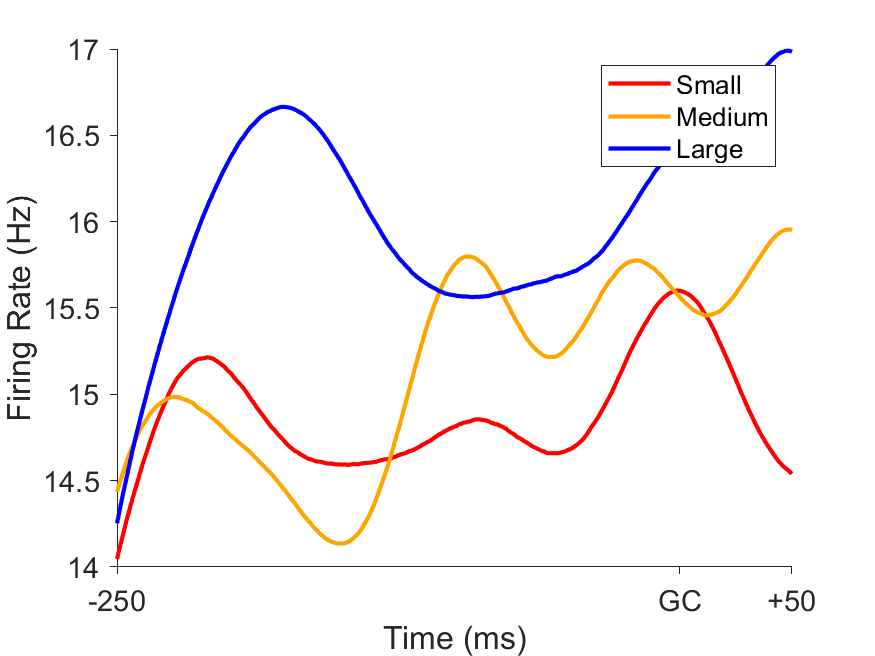 17
16.5
16
15.5
15
14.5
14
Firing Rate (Hz)
Small
Medium
Large
-250
GC
+50
Time (ms)